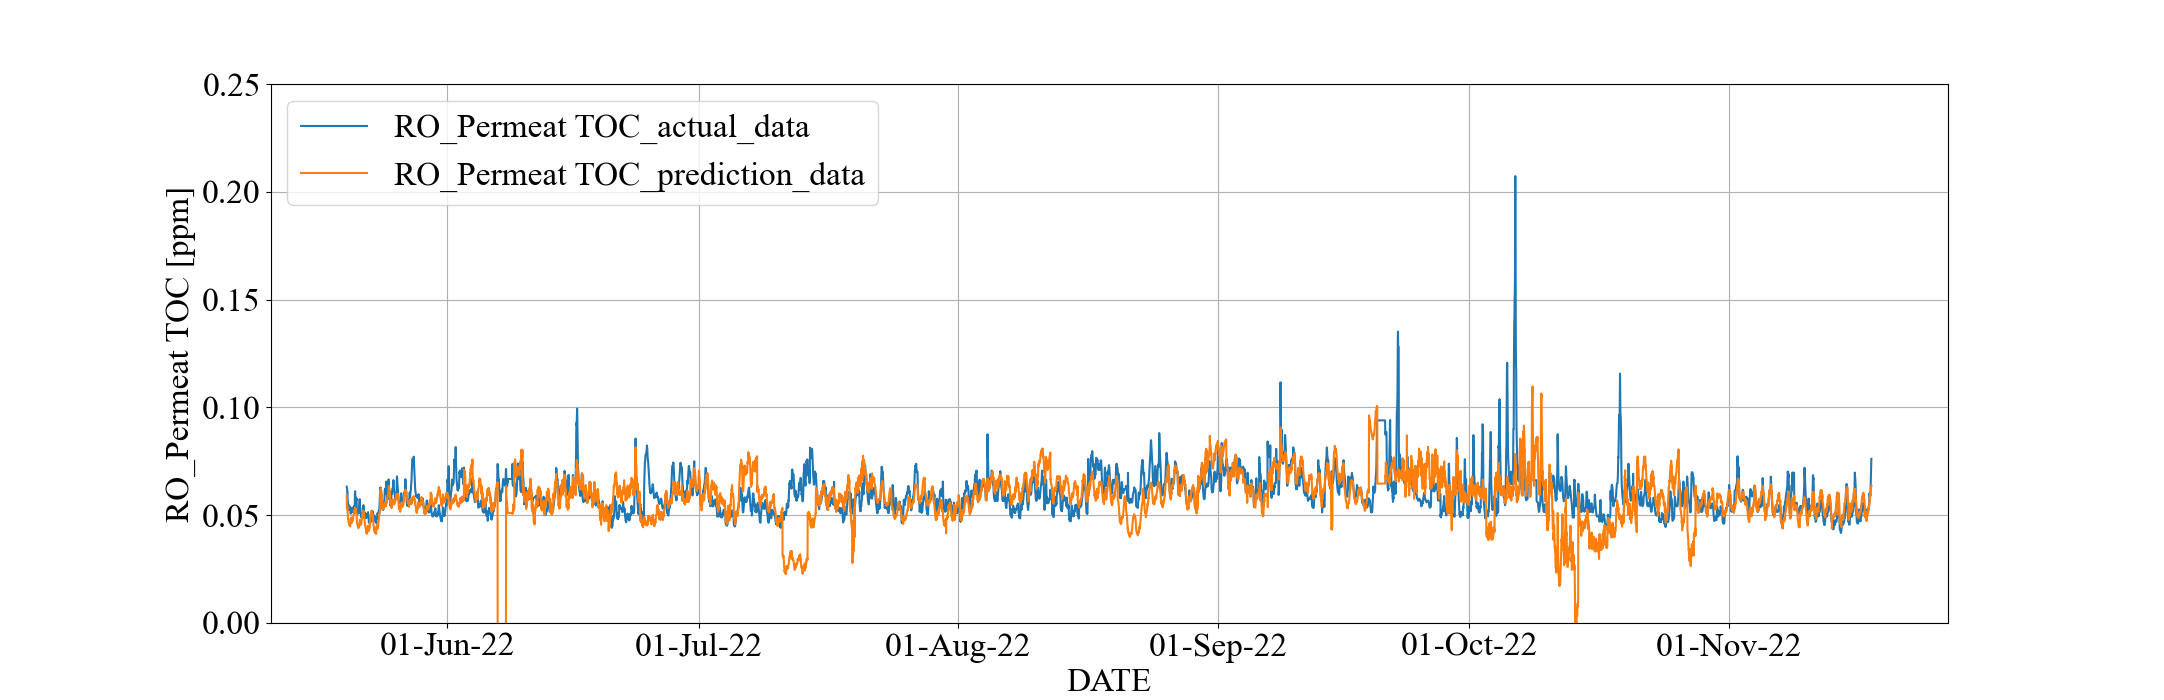 0.25
0.20
0.15
0.10
0.05
0.00
RO_Permeat TOC [ppm]
RO_Permeat TOC_actual_data
RO_Permeat TOC_prediction_data
01-Jun-22 01-Jul-22 01-Aug-22 01-Sep-22 01-Oct-22 01-Nov-22
DATE